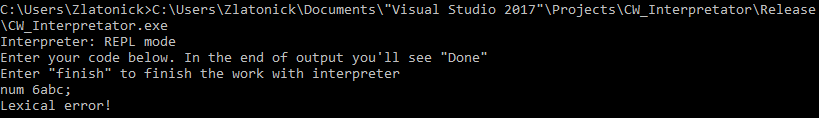 C:\Users\Zlatonick>C:\Users\Zlatonick\Documents\"Visual Studio 2017"\Projects\CW_Interpretator\Release
\CW_Interpretator.exe
Interpreter: REPL mode
Enter your code below. In the end of output you'll see "Done"
Enter "finish" to finish the work with interpreter
num 6abc;
Lexical error!